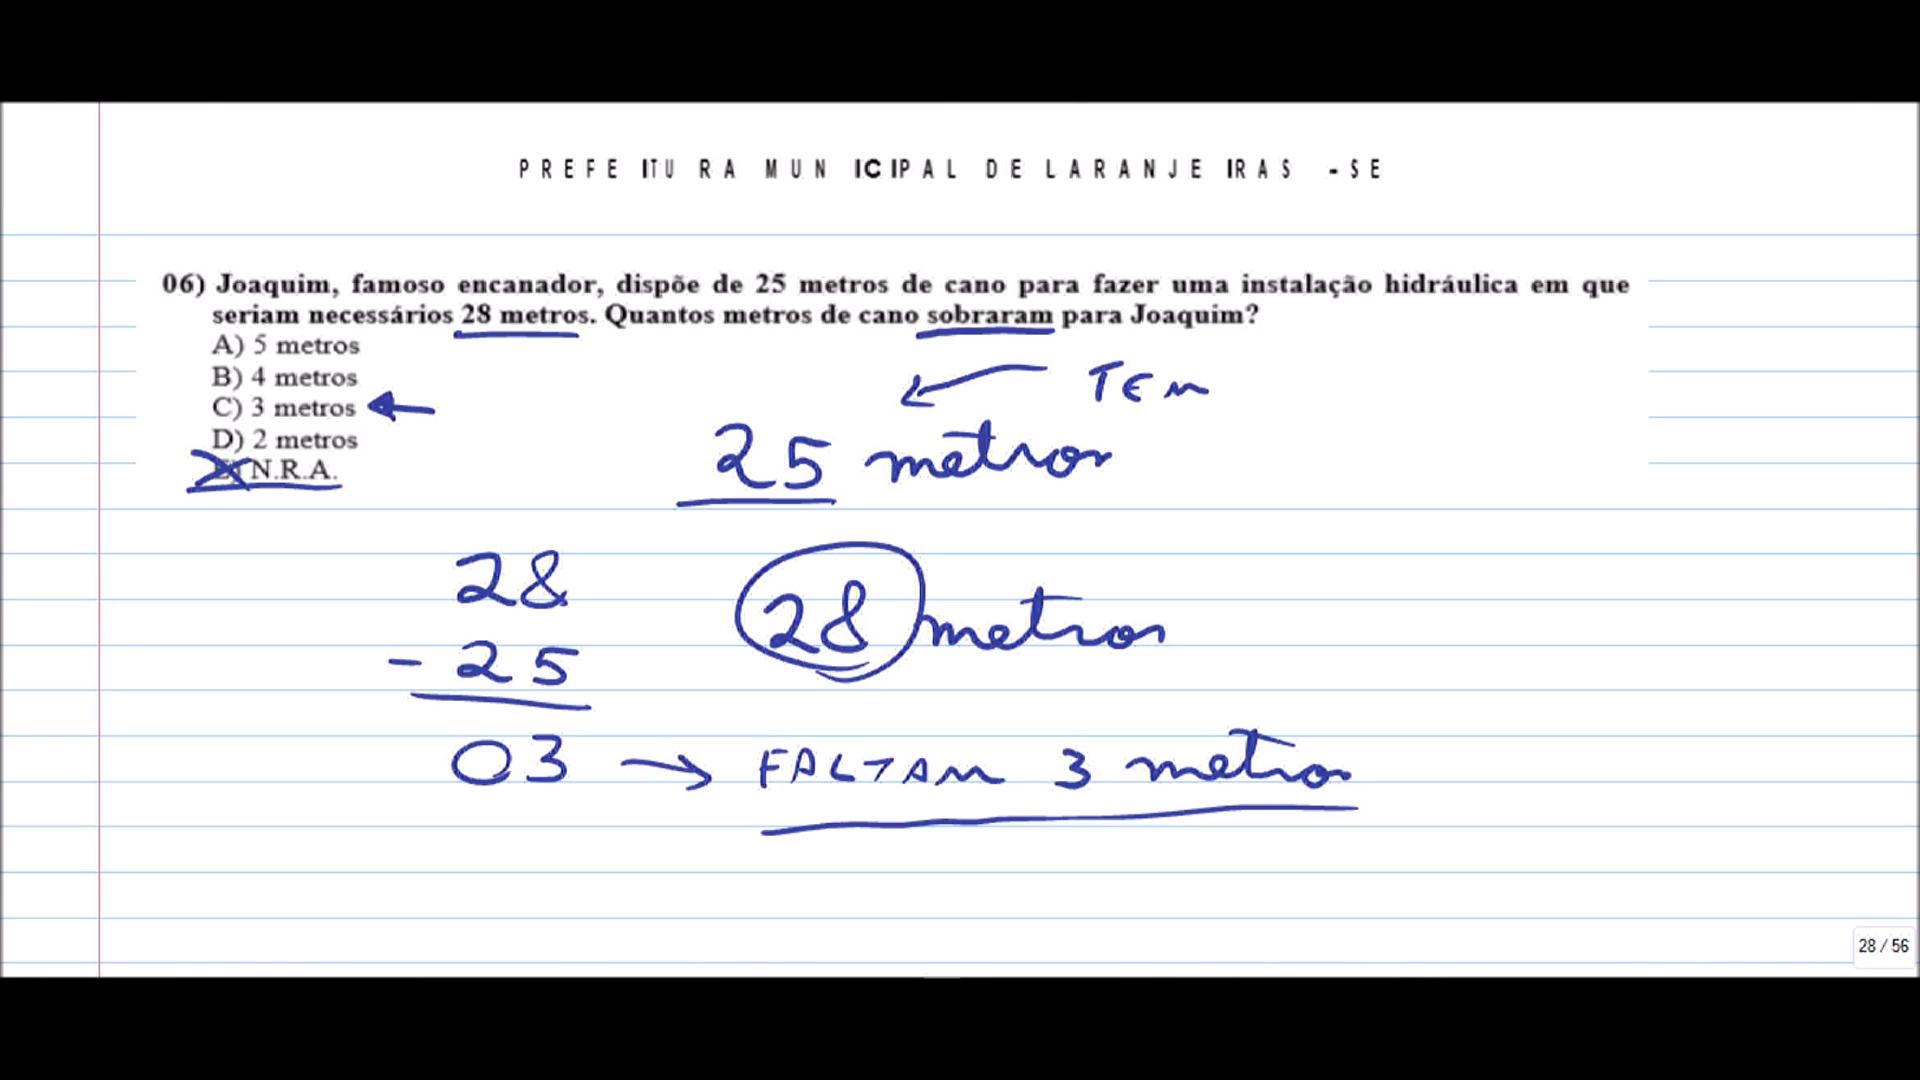 PREFEITURA MUNICIPAL DE LARANJEIRAS - SE
06) Joaquim, famoso encanador, dispõe de 25 metros de cano para fazer uma instalação hidráulica em que
seriam necessários 28 metros. Quantos metros de cano sobraram para Joaquim?
A) 5 metros
B) 4 metros
C) 3 metros
D) 2 metros
E) N.R.A.
TEM
25 metros
28
28 metros
- 25
03 → FALTAM 3 metros
28 / 56